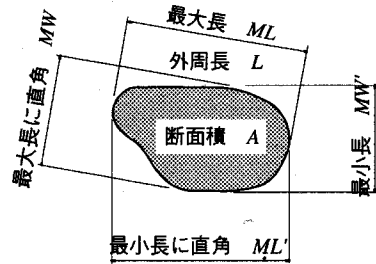 最大長 ML
外周長 L
断面積 A
最大長に直角 MW
最小長 MW'
最小長に直角 ML'